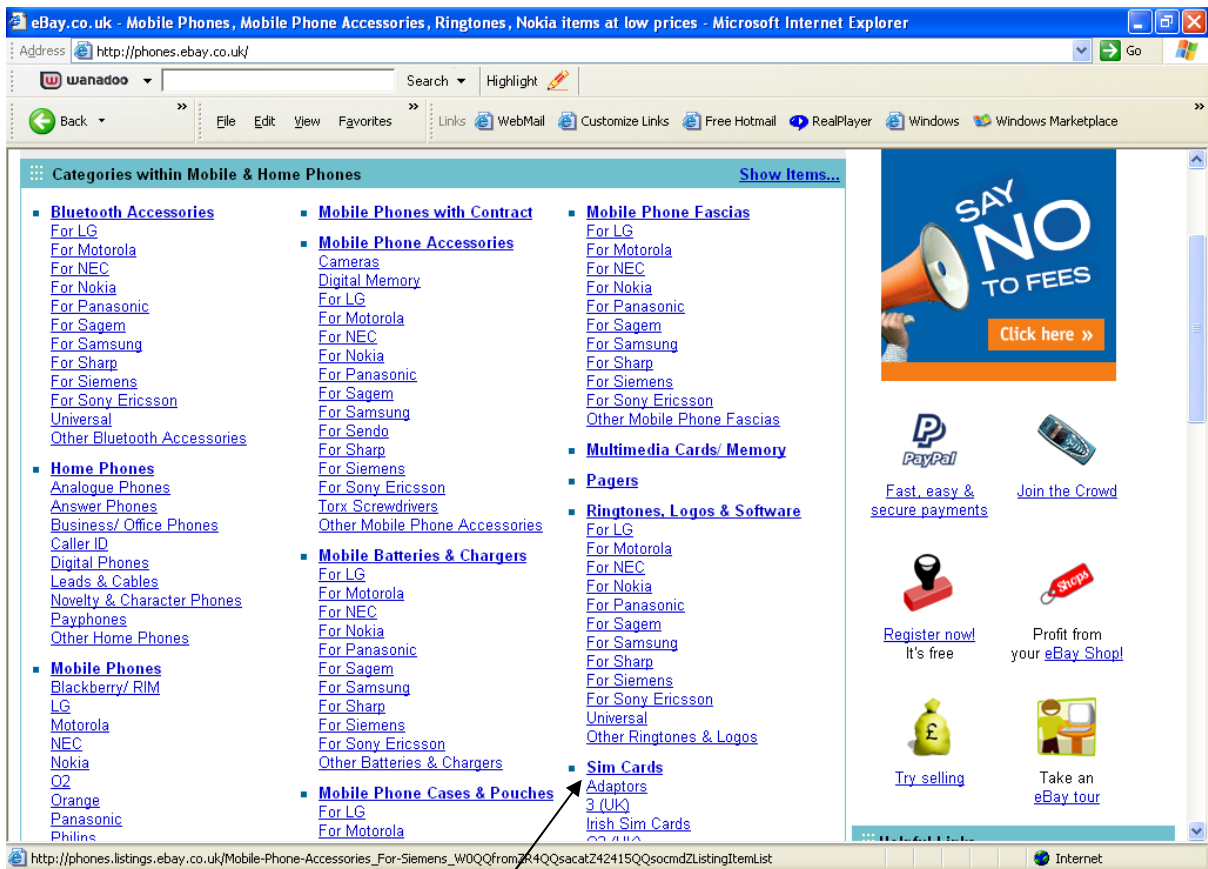 eBay.co.uk - Mobile Phones, Mobile Phone Accessories, Ringtones, Nokia items at low prices - Microsoft Internet Explorer
Address http://phones.ebay.co.uk/ Go
wanadoo Search Highlight
Back » File Edit View Favorites » Links WebMail Customize Links Free Hotmail RealPlayer Windows Windows Marketplace »
Categories within Mobile & Home Phones Show Items...
Bluetooth Accessories
For LG
For Motorola
For NEC
For Nokia
For Panasonic
For Sagem
For Samsung
For Sharp
For Siemens
For Sony Ericsson
Universal
Other Bluetooth Accessories
Home Phones
Analogue Phones
Answer Phones
Business/ Office Phones
Caller ID
Digital Phones
Leads & Cables
Novelty & Character Phones
Payphones
Other Home Phones
Mobile Phones
Blackberry/ RIM
LG
Motorola
NEC
Nokia
O2
Orange
Panasonic
Philips
Mobile Phones with Contract
Mobile Phone Accessories
Cameras
Digital Memory
For LG
For Motorola
For NEC
For Nokia
For Panasonic
For Sagem
For Samsung
For Sendo
For Sharp
For Siemens
For Sony Ericsson
Torx Screwdrivers
Other Mobile Phone Accessories
Mobile Batteries & Chargers
For LG
For Motorola
For NEC
For Nokia
For Panasonic
For Sagem
For Samsung
For Sharp
For Siemens
For Sony Ericsson
Other Batteries & Chargers
Mobile Phone Cases & Pouches
For LG
For Motorola
Mobile Phone Fascias
For LG
For Motorola
For NEC
For Nokia
For Panasonic
For Sagem
For Samsung
For Sharp
For Siemens
For Sony Ericsson
Other Mobile Phone Fascias
Multimedia Cards/ Memory
Pagers
Ringtones, Logos & Software
For LG
For Motorola
For NEC
For Nokia
For Panasonic
For Sagem
For Samsung
For Sharp
For Siemens
For Sony Ericsson
Universal
Other Ringtones & Logos
Sim Cards
Adaptors
3 (UK)
Irish Sim Cards
O2 (UK)
SAY
NO
TO FEES
Click here »
PayPal
Fast, easy &
secure payments
Join the Crowd
Register now!
It's free
Shops
Profit from
your eBay Shop!
£
Try selling
Take an
eBay tour
Helpful Links
http://phones.listings.ebay.co.uk/Mobile-Phone-Accessories_For-Siemens_W0QQfromZR4QQsacatZ42415QQsocmdZListingItemList Internet